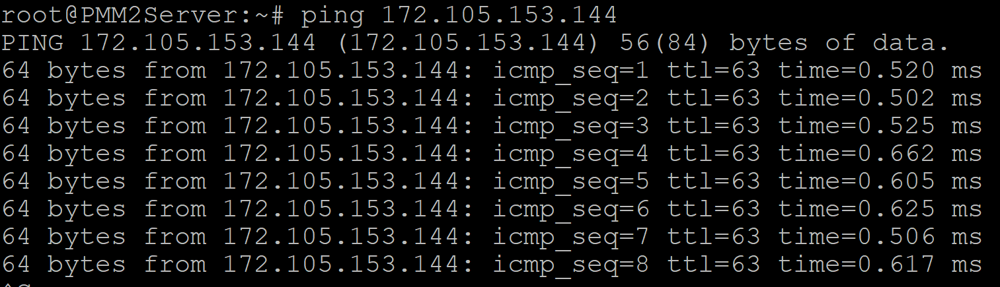 root@PMM2Server:~# ping 172.105.153.144
PING 172.105.153.144 (172.105.153.144) 56(84) bytes of data.
64 bytes from 172.105.153.144: icmp_seq=1 ttl=63 time=0.520 ms
64 bytes from 172.105.153.144: icmp_seq=2 ttl=63 time=0.502 ms
64 bytes from 172.105.153.144: icmp_seq=3 ttl=63 time=0.525 ms
64 bytes from 172.105.153.144: icmp_seq=4 ttl=63 time=0.662 ms
64 bytes from 172.105.153.144: icmp_seq=5 ttl=63 time=0.605 ms
64 bytes from 172.105.153.144: icmp_seq=6 ttl=63 time=0.625 ms
64 bytes from 172.105.153.144: icmp_seq=7 ttl=63 time=0.506 ms
64 bytes from 172.105.153.144: icmp_seq=8 ttl=63 time=0.617 ms